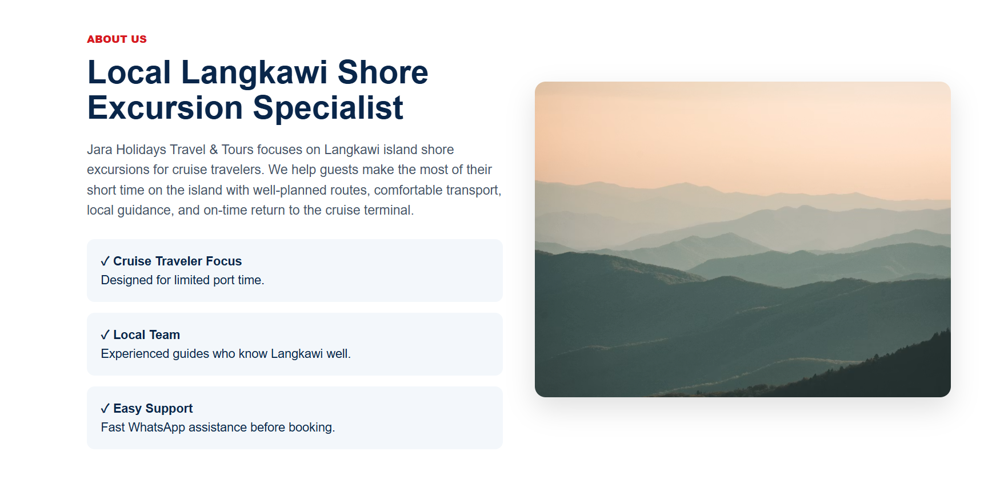 ABOUT US
Local Langkawi Shore
Excursion Specialist
Jara Holidays Travel & Tours focuses on Langkawi island shore
excursions for cruise travelers. We help guests make the most of their
short time on the island with well-planned routes, comfortable transport,
local guidance, and on-time return to the cruise terminal.
✓ Cruise Traveler Focus
Designed for limited port time.
✓ Local Team
Experienced guides who know Langkawi well.
✓ Easy Support
Fast WhatsApp assistance before booking.